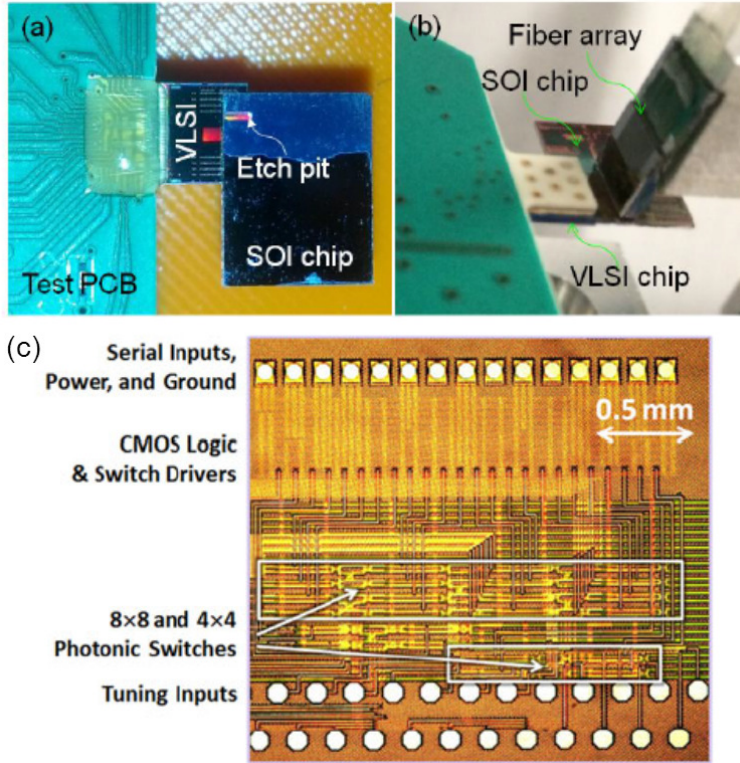 (a)
VLSI
Etch pit
SOI chip
Test PCB
(b)
Fiber array
SOI chip
VLSI chip
(c)
Serial Inputs,
Power, and Ground
0.5 mm
CMOS Logic
& Switch Drivers
8×8 and 4×4
Photonic Switches
Tuning Inputs